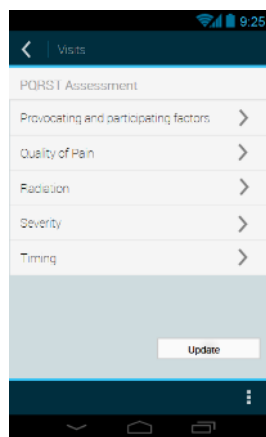 9:25
Visits
PQRST Assessment
Provocating and participating factors
Quality of Pain
Radiation
Severity
Timing
Update